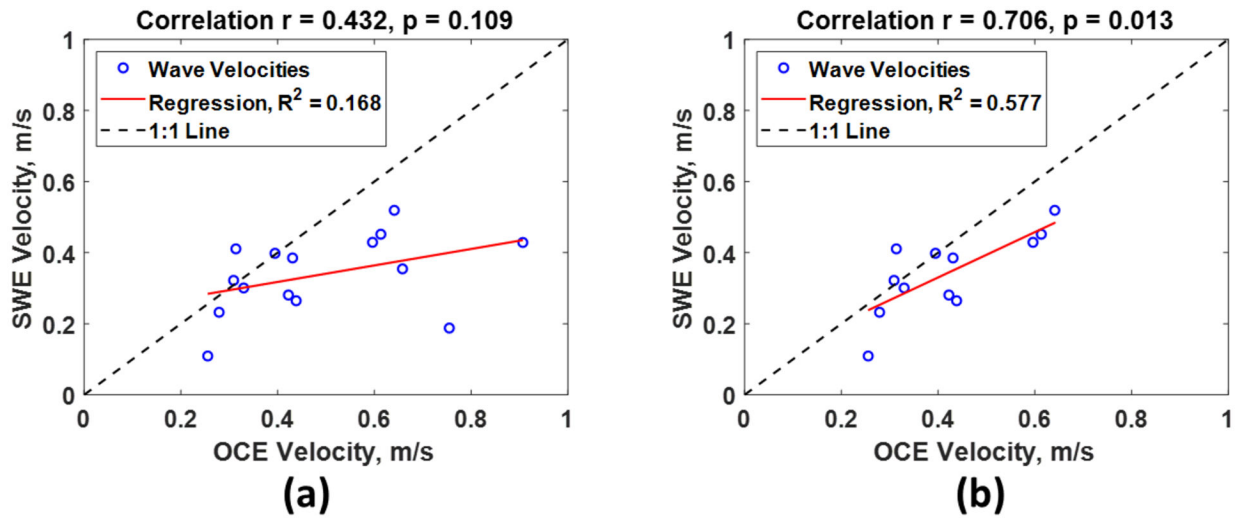 Correlation r = 0.432, p = 0.109
1
0.8
0.6
0.4
0.2
0
SWE Velocity, m/s
Wave Velocities
Regression, R² = 0.168
1:1 Line
0 0.2 0.4 0.6 0.8 1
OCE Velocity, m/s
(a)
Correlation r = 0.706, p = 0.013
1
0.8
0.6
0.4
0.2
0
SWE Velocity, m/s
Wave Velocities
Regression, R² = 0.577
1:1 Line
0 0.2 0.4 0.6 0.8 1
OCE Velocity, m/s
(b)